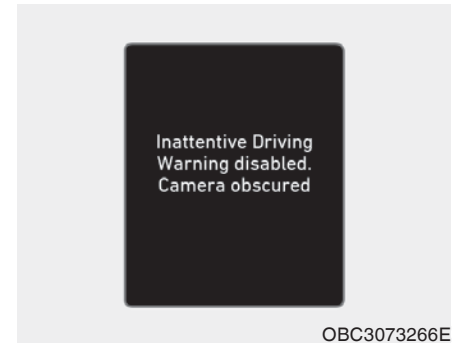 Inattentive Driving
Warning disabled.
Camera obscured
OBC3073266E